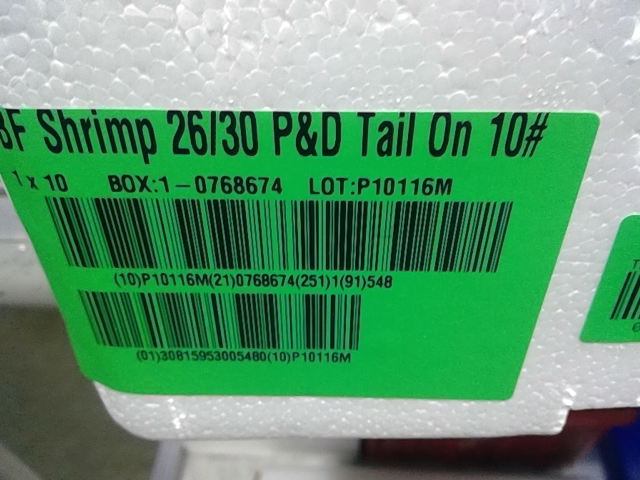 BF Shrimp 26/30 P&D Tail On 10#
1 x 10 BOX:1-0768674 LOT:P10116M
(10)P10116M(21)0768674(251)1(91)548
(01)30815953005480(10)P10116M